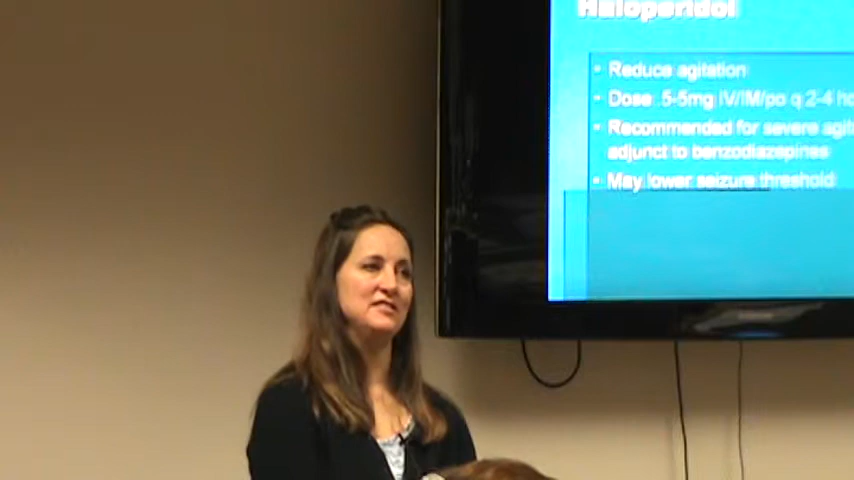 Haloperidol
• Reduce agitation
• Dose .5-5mg IV/IM/po q 2-4 ho
• Recommended for severe agit
adjunct to benzodiazepines
• May lower seizure threshold